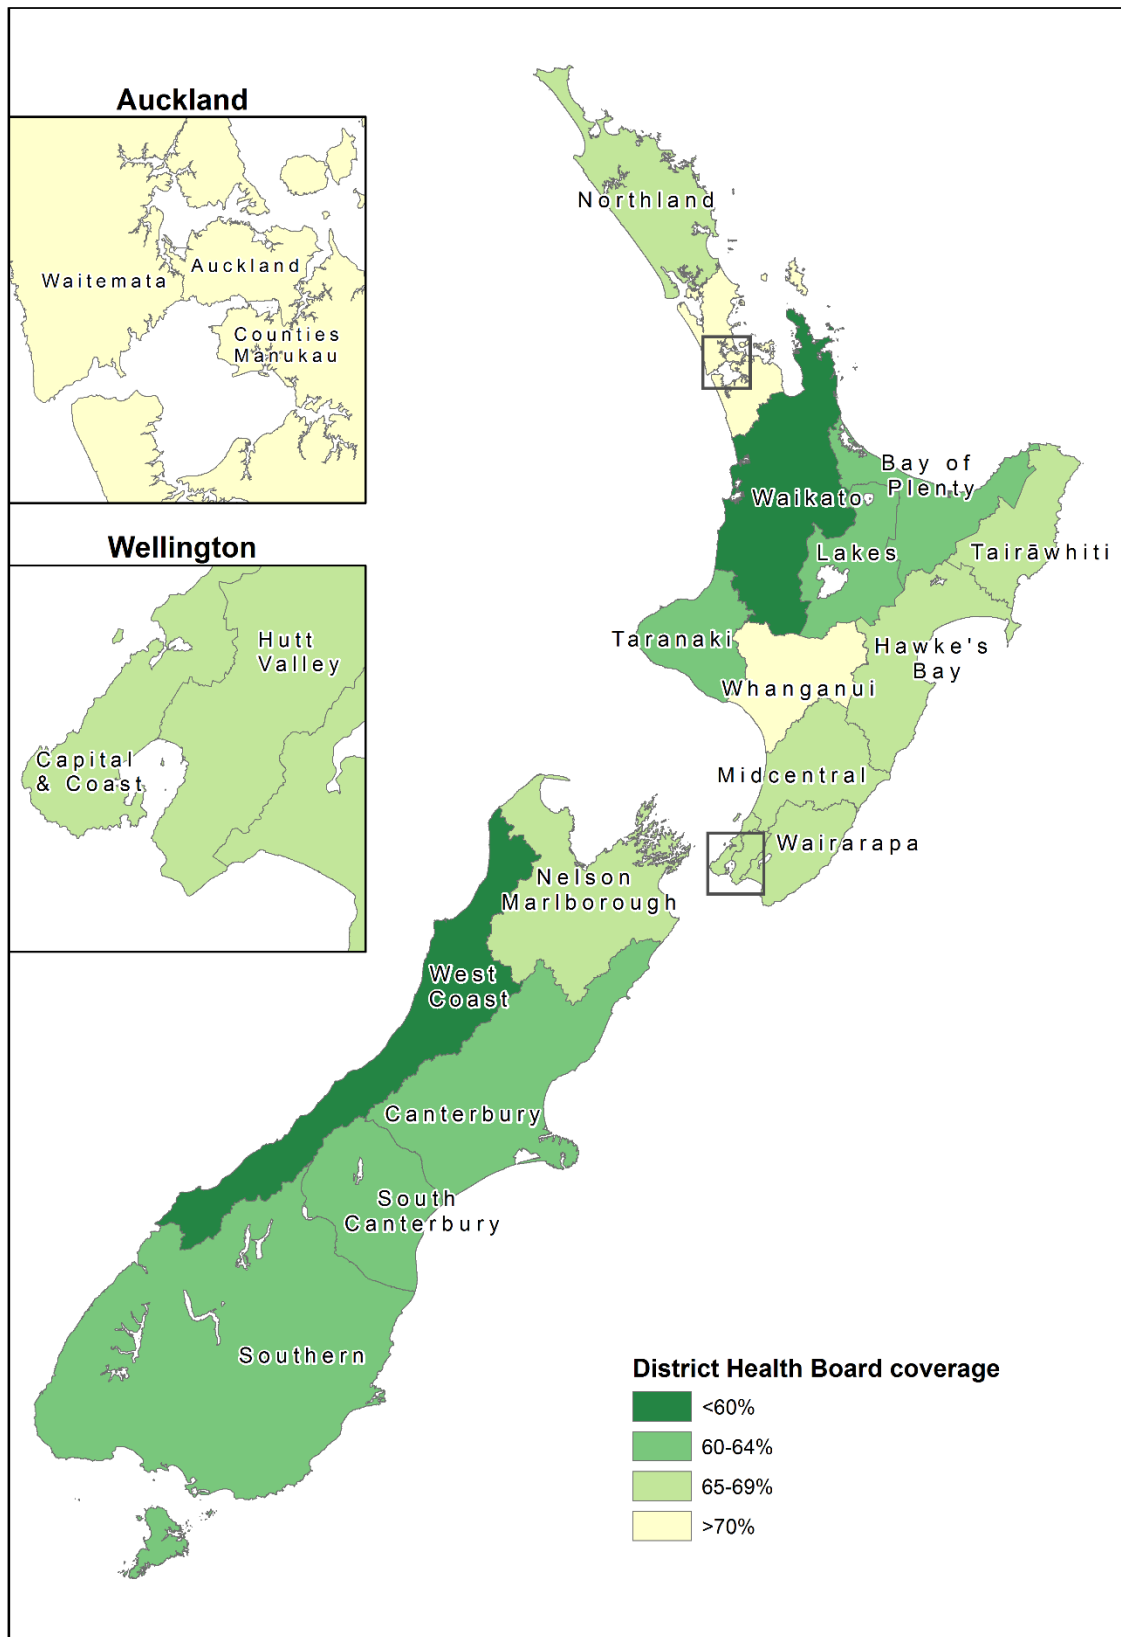 Auckland
Waitemata
Auckland
Counties
Manukau
Wellington
Hutt
Valley
Capital
& Coast
Northland
Waikato
Bay of
Plenty
Lakes
Tairāwhiti
Taranaki
Hawke's
Bay
Whanganui
Midcentral
Wairarapa
Nelson
Marlborough
West
Coast
Canterbury
South
Canterbury
Southern
District Health Board coverage
<60%
60-64%
65-69%
>70%